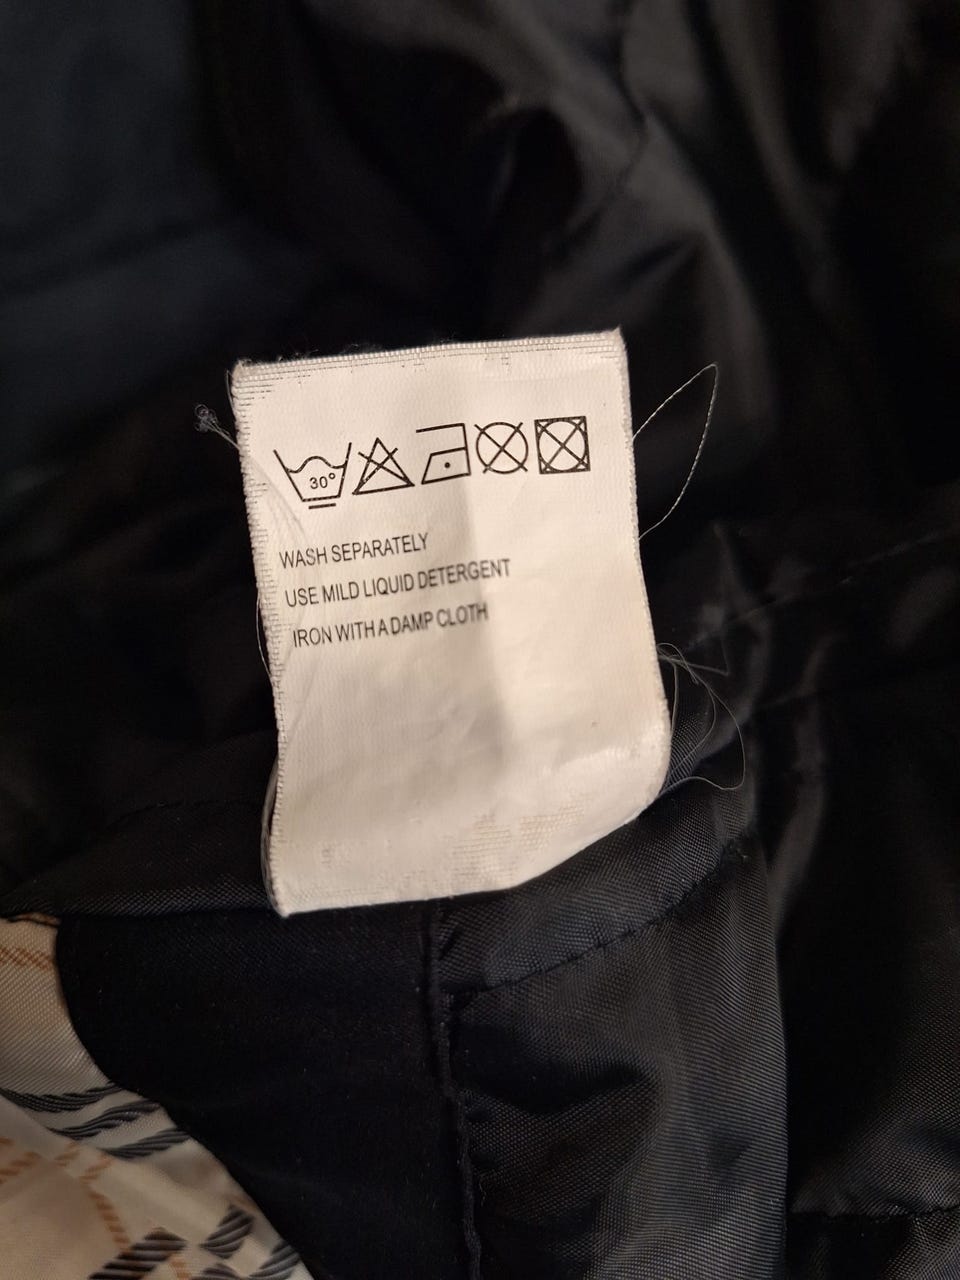 30°
WASH SEPARATELY
USE MILD LIQUID DETERGENT
IRON WITH A DAMP CLOTH